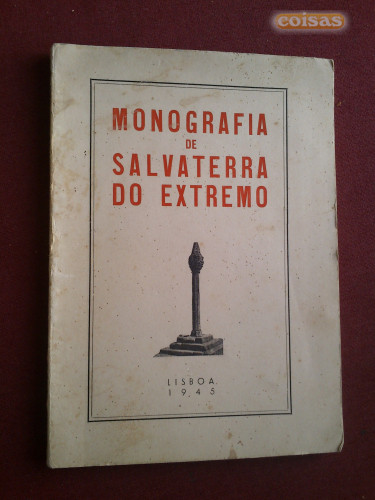 coisas
MONOGRAFIA
DE
SALVATERRA
DO EXTREMO
LISBOA
1945